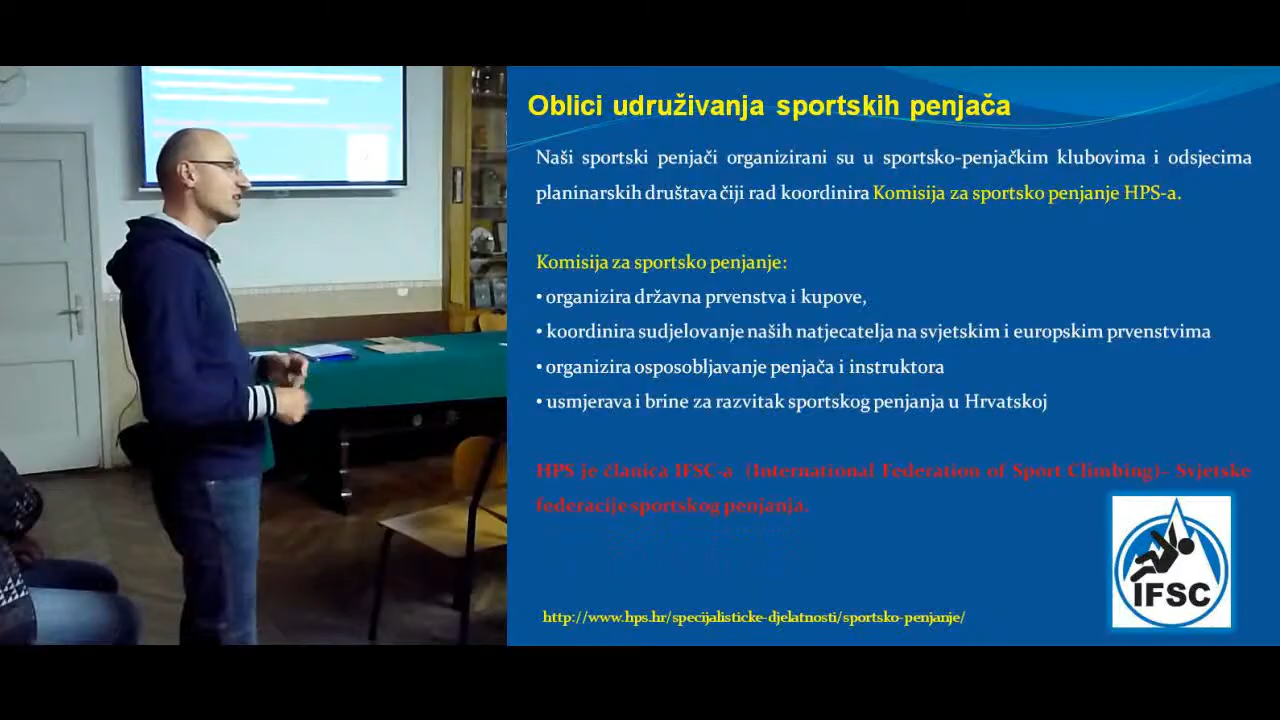 Oblici udruživanja sportskih penjača
Naši sportski penjači organizirani su u sportsko-penjačkim klubovima i odsjecima
planinarskih društava čiji rad koordinira Komisija za sportsko penjanje HPS-a.
Komisija za sportsko penjanje:
• organizira državna prvenstva i kupove,
• koordinira sudjelovanje naših natjecatelja na svjetskim i europskim prvenstvima
• organizira osposobljavanje penjača i instruktora
• usmjerava i brine za razvitak sportskog penjanja u Hrvatskoj
HPS je članica IFSC-a (International Federation of Sport Climbing)– Svjetske
federacije sportskog penjanja.
IFSC
http://www.hps.hr/specijalisticke-djelatnosti/sportsko-penjanje/